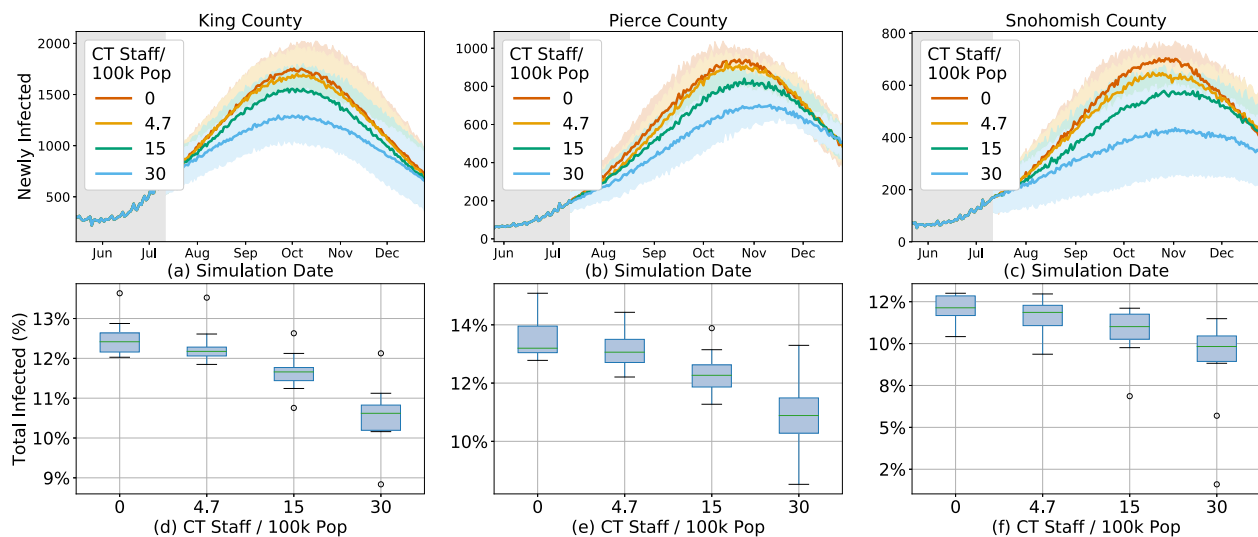 King County
Pierce County
Snohomish County
Newly Infected
2000
1500
1000
500
CT Staff/
100k Pop
0
4.7
15
30
Jun
Jul
Aug
Sep
Oct
Nov
Dec
(a) Simulation Date
1000
800
600
400
200
0
CT Staff/
100k Pop
0
4.7
15
30
Jun
Jul
Aug
Sep
Oct
Nov
Dec
(b) Simulation Date
800
600
400
200
0
CT Staff/
100k Pop
0
4.7
15
30
Jun
Jul
Aug
Sep
Oct
Nov
Dec
(c) Simulation Date
Total Infected (%)
13%
12%
11%
10%
9%
0
4.7
15
30
(d) CT Staff / 100k Pop
14%
12%
10%
0
4.7
15
30
(e) CT Staff / 100k Pop
12%
10%
8%
5%
2%
0
4.7
15
30
(f) CT Staff / 100k Pop